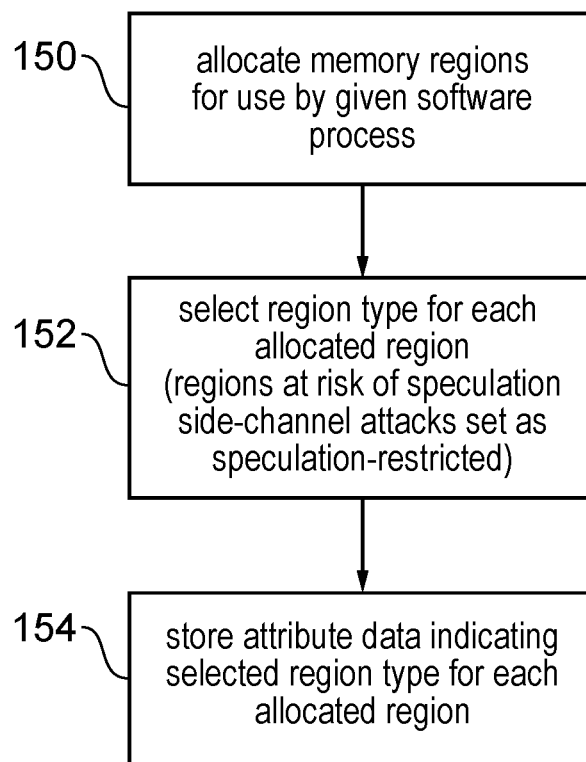 150
allocate memory regions
for use by given software
process
152
select region type for each
allocated region
(regions at risk of speculation
side-channel attacks set as
speculation-restricted)
154
store attribute data indicating
selected region type for each
allocated region